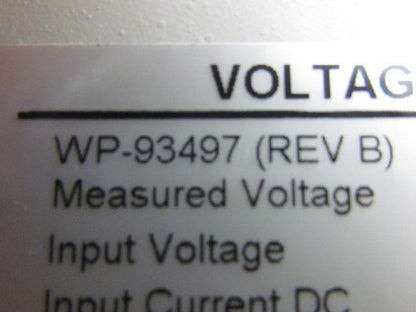 VOLTAG
WP-93497 (REV B)
Measured Voltage
Input Voltage
Input Current DC